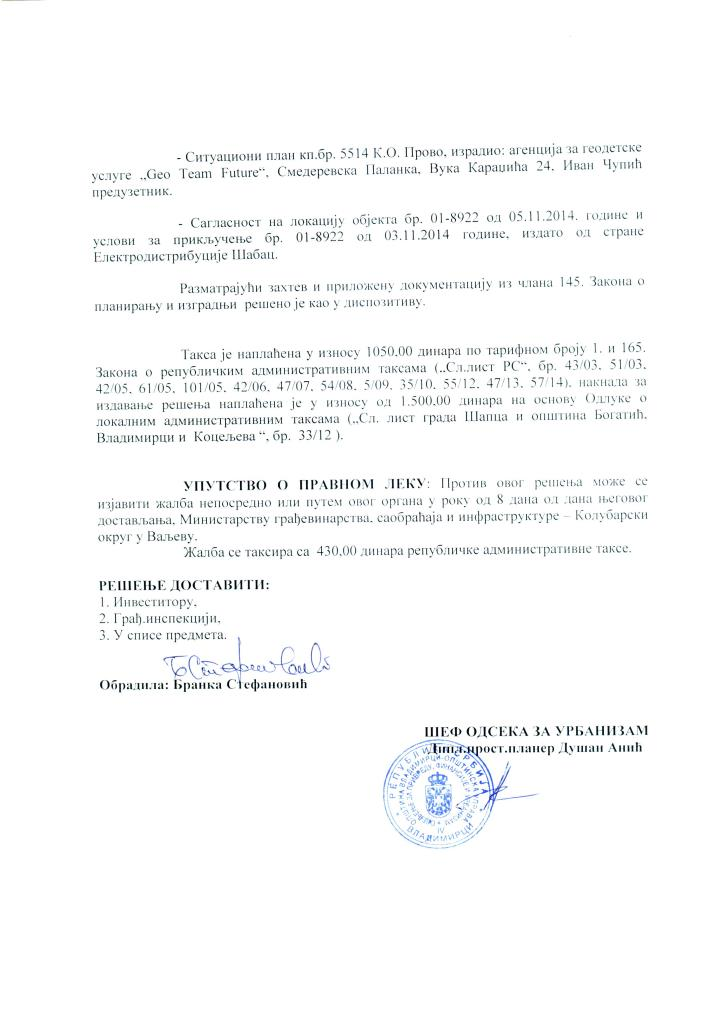 - Ситуациони план кп.бр. 5514 К.О. Прово, израдио: агенција за геодетске
услуге „Geo Team Future“, Смедеревска Паланка, Вука Караџића 24. Иван Чупић
предузетник.
- Сагласност на локацију објекта бр. 01-8922 од 05.11.2014. године и
услови за прикључење бр. 01-8922 од 03.11.2014 године, издато од стране
Електродистрибуције Шабац.
Разматрајући захтев и приложену документацију из члана 145. Закона о
планирању и изградњи решено је као у диспозитиву.
Такса је наплаћена у износу 1050,00 динара по тарифном броју 1. и 165.
Закона о републичким административним таксама („Сл.лист РС“, бр. 43/03, 51/03,
42/05, 61/05, 101/05, 42/06, 47/07, 54/08, 5/09, 35/10, 55/12, 47/13, 57/14), накнада за
издавање решења наплаћена је у износу од 1.500,00 динара на основу Одлуке о
локалним административним таксама („Сл. лист града Шапца и општина Богатић,
Владимирци и Коцељева “, бр. 33/12 ).
УПУТСТВО О ПРАВНОМ ЛЕКУ: Против овог решења може се
изјавити жалба непосредно или путем овог органа у року од 8 дана од дана његовог
достављања, Министарству грађевинарства, саобраћаја и инфраструктуре – Колубарски
округ у Ваљеву.
Жалба се таксира са 430,00 динара републичке административне таксе.
РЕШЕЊЕ ДОСТАВИТИ:
1. Инвеститору,
2. Грађ.инспекцији,
3. У списе предмета.
Обрадила: Бранка Стефановић
ШЕФ ОДСЕКА ЗА УРБАНИЗАМ
Дипл.прост.планер Душан Анић
РЕПУБЛИКА СРБИЈА
ОПШТИНА ВЛАДИМИРЦИ-ОПШТИНСКА УПРАВА
IV
ВЛАДИМИРЦИ